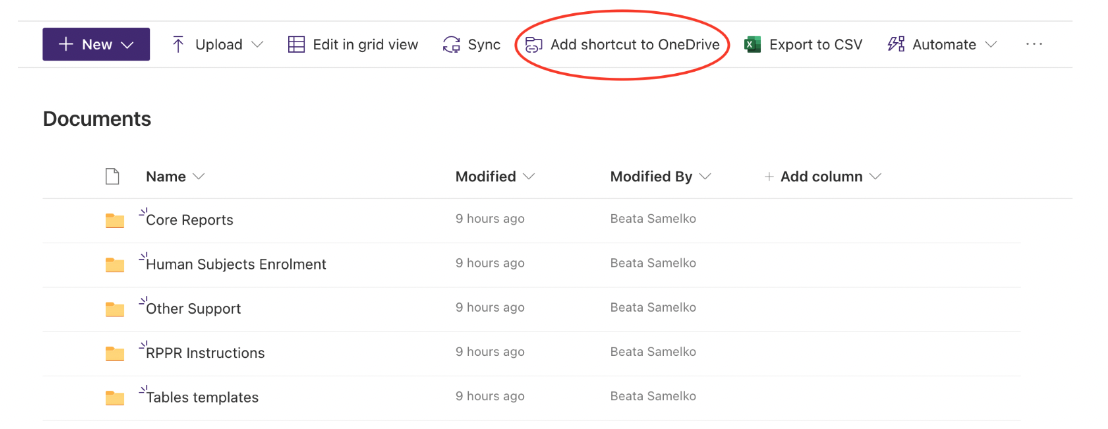 New Upload Edit in grid view Sync Add shortcut to OneDrive Export to CSV Automate ...
Documents
Name Modified Modified By + Add column
Core Reports 9 hours ago Beata Samelko
Human Subjects Enrolment 9 hours ago Beata Samelko
Other Support 9 hours ago Beata Samelko
RPPR Instructions 9 hours ago Beata Samelko
Tables templates 9 hours ago Beata Samelko